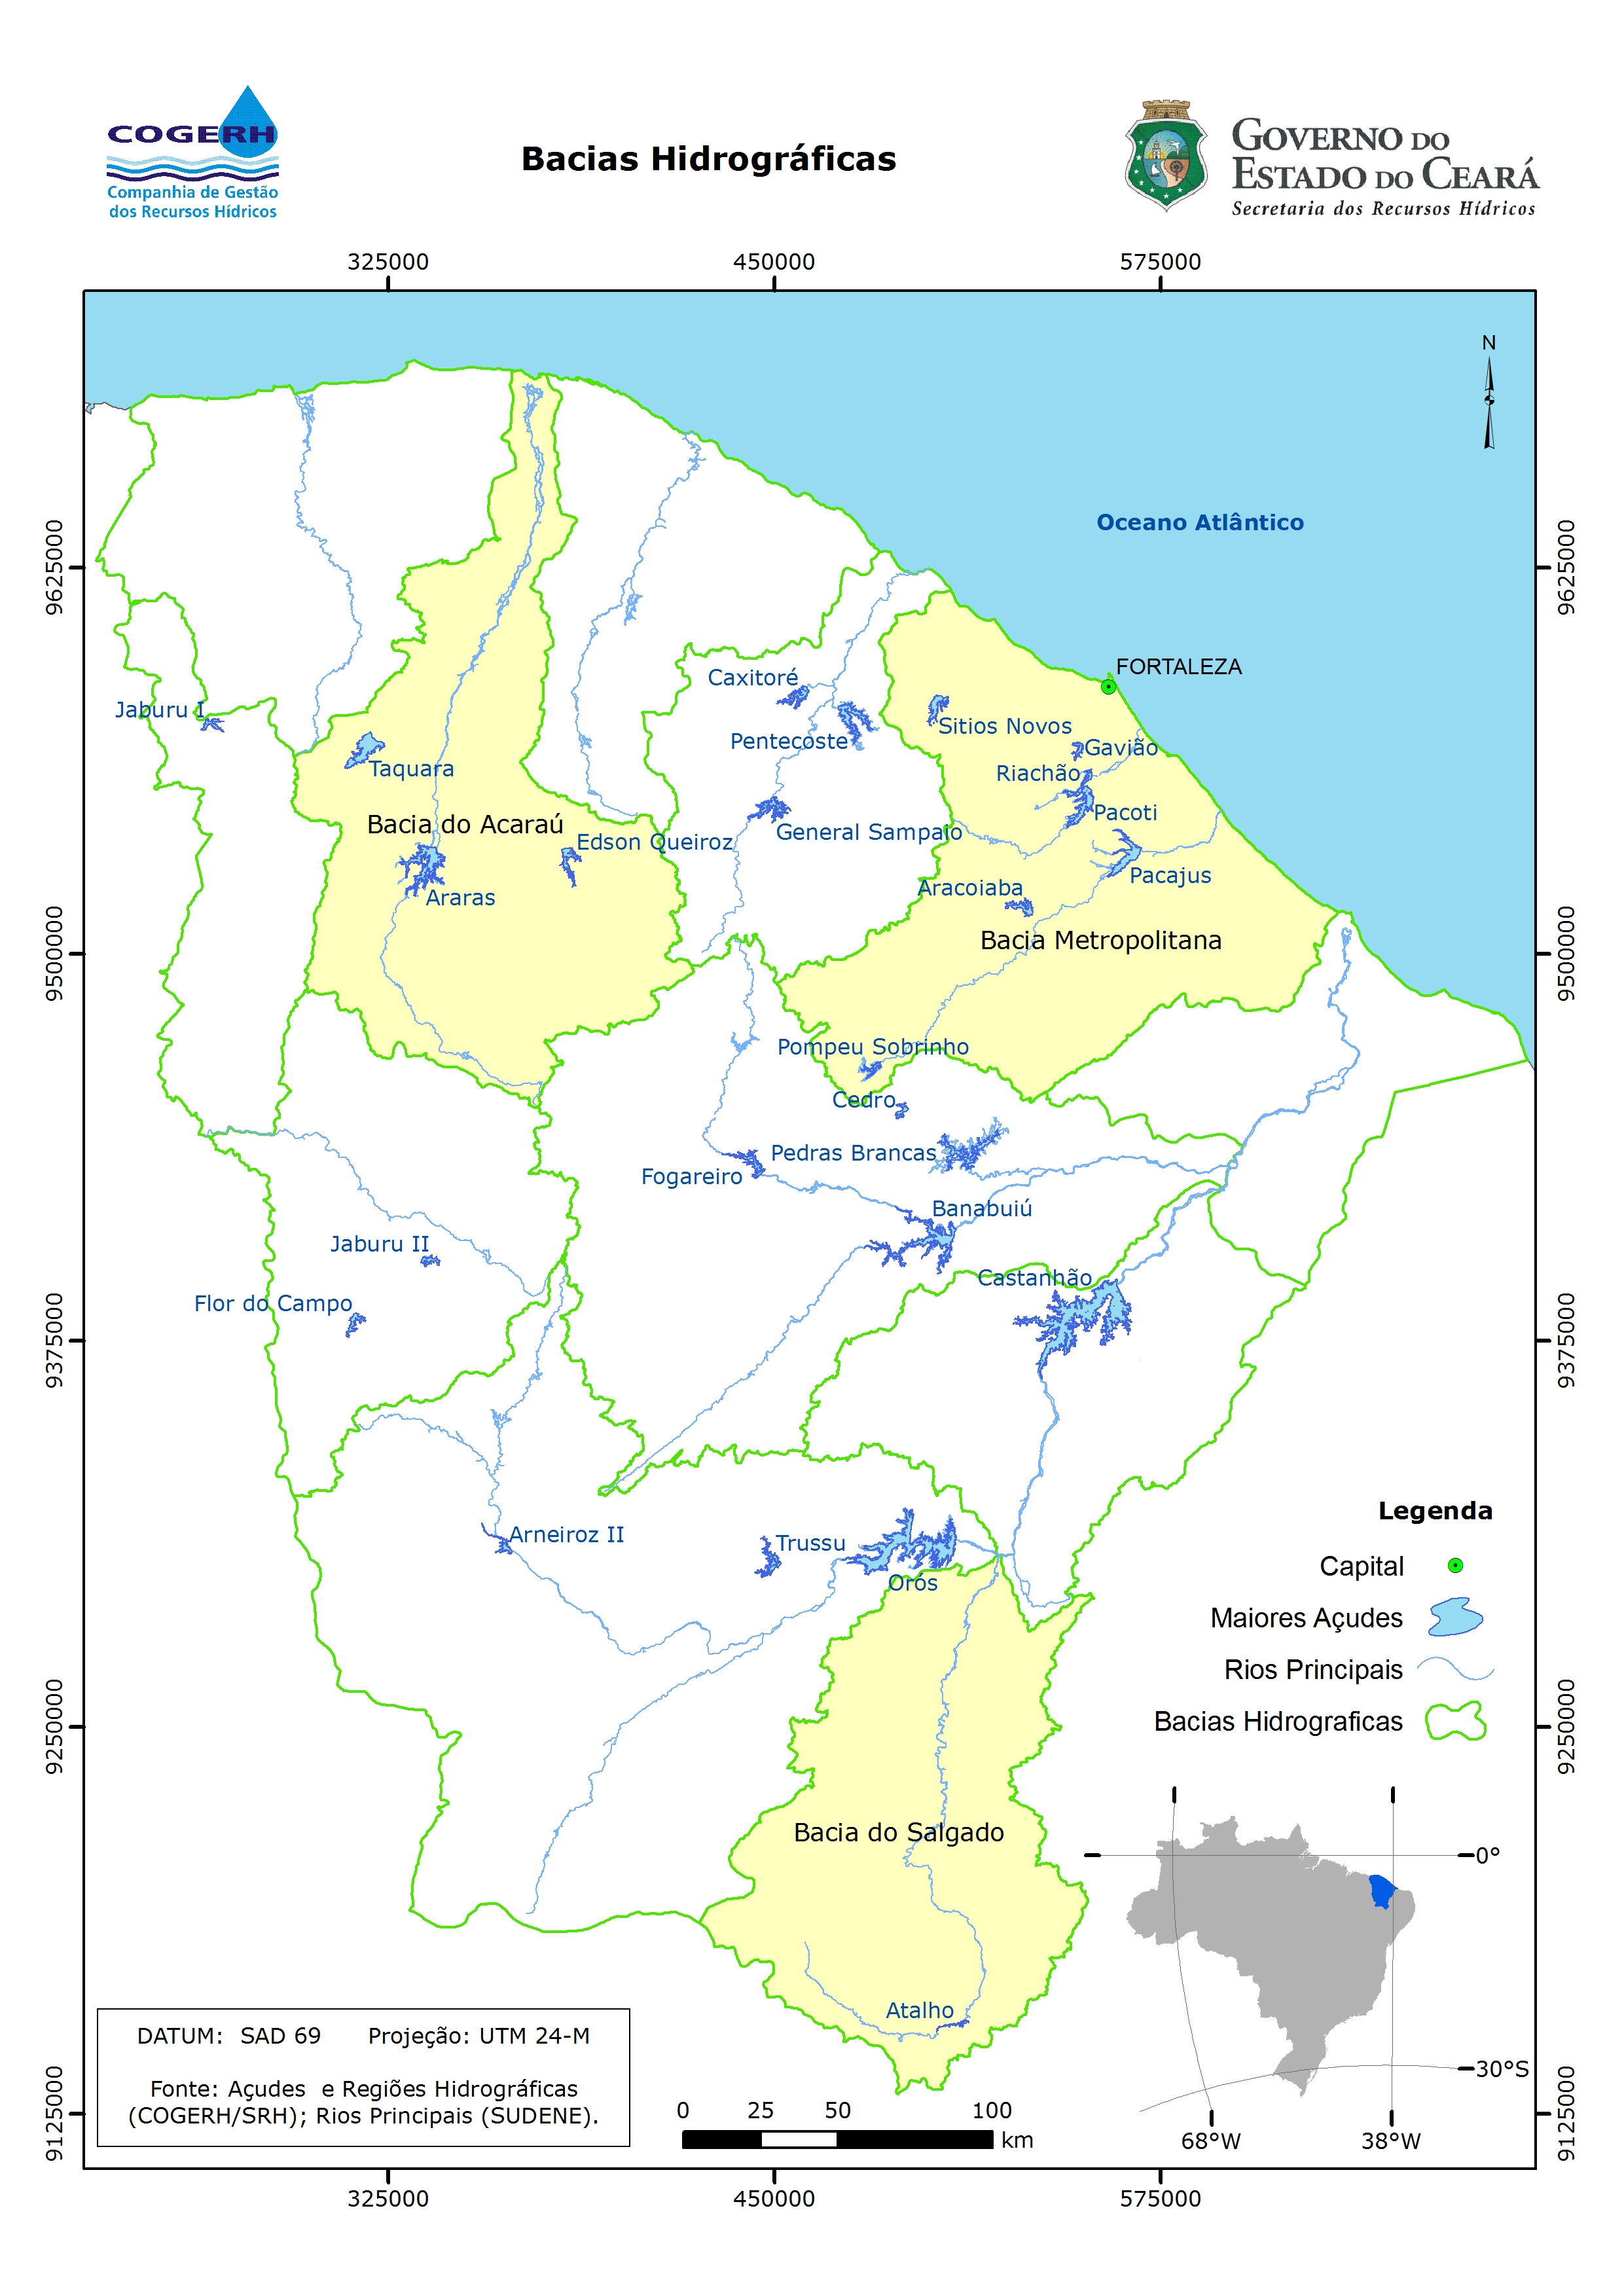 COGERH
Companhia de Gestão
dos Recursos Hídricos
Bacias Hidrográficas
GOVERNO DO
ESTADO DO CEARÁ
Secretaria dos Recursos Hídricos
325000
450000
575000
N
Oceano Atlântico
9625000
9625000
FORTALEZA
Caxitoré
Jaburu I
Sitios Novos
Pentecoste
Gavião
Taquara
Riachão
Pacoti
Bacia do Acaraú
General Sampaio
Edson Queiroz
Pacajus
Aracoiaba
Araras
Bacia Metropolitana
9500000
9500000
Pompeu Sobrinho
Cedro
Pedras Brancas
Fogareiro
Banabuiú
Jaburu II
Castanhão
Flor do Campo
9375000
9375000
Legenda
Arneiroz II
Trussu
Capital
Orós
Maiores Açudes
Rios Principais
Bacias Hidrograficas
9250000
9250000
Bacia do Salgado
0°
Atalho
DATUM: SAD 69 Projeção: UTM 24-M
Fonte: Açudes e Regiões Hidrográficas
(COGERH/SRH); Rios Principais (SUDENE).
30°S
0 25 50 100
km
68°W
38°W
9125000
9125000
325000
450000
575000